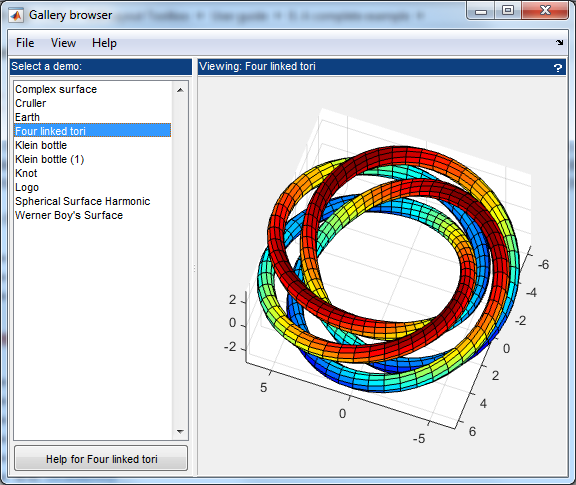 Gallery browser
File View Help
Select a demo:
Complex surface
Cruller
Earth
Four linked tori
Klein bottle
Klein bottle (1)
Knot
Logo
Spherical Surface Harmonic
Werner Boy's Surface
Help for Four linked tori
Viewing: Four linked tori ?
2
0
-2
5
0
-5
-6
-4
-2
0
2
4
6